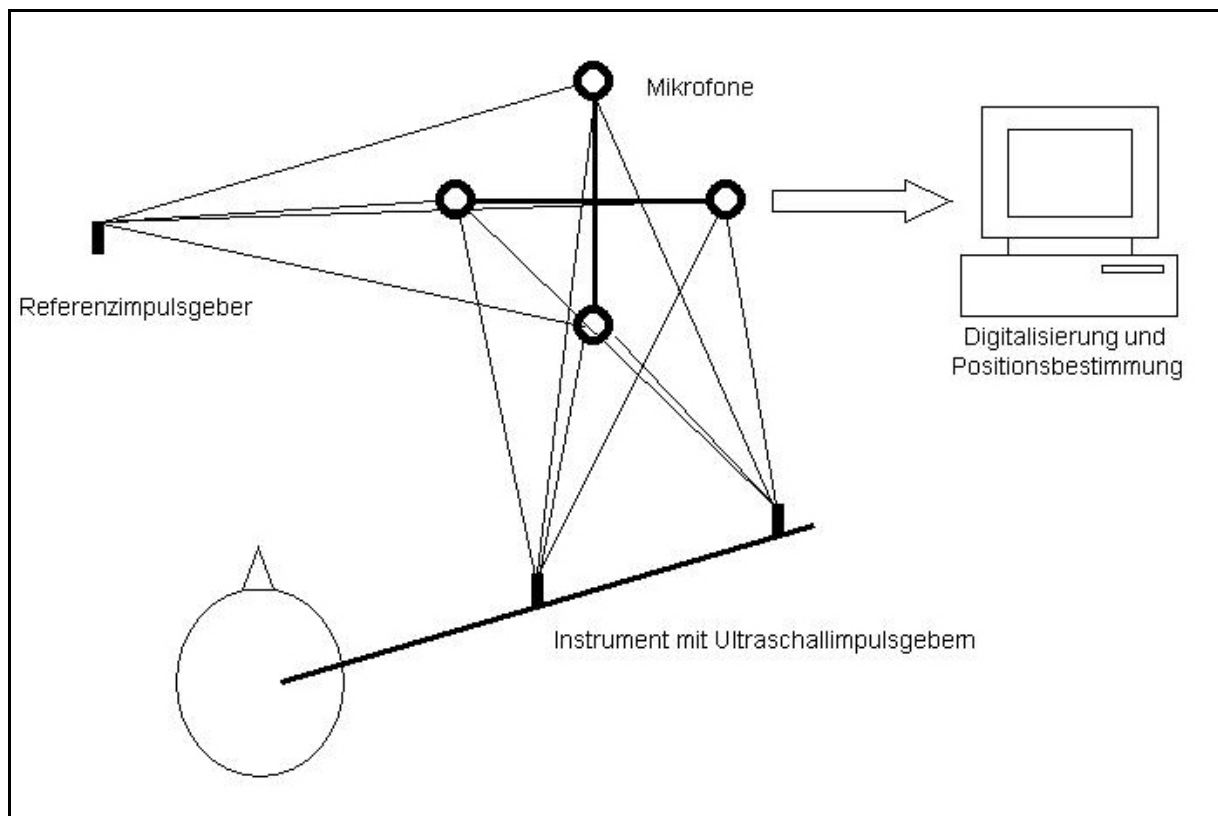 Mikrofone
Referenzimpulsgeber
Digitalisierung und
Positionsbestimmung
Instrument mit Ultraschallimpulsgebern